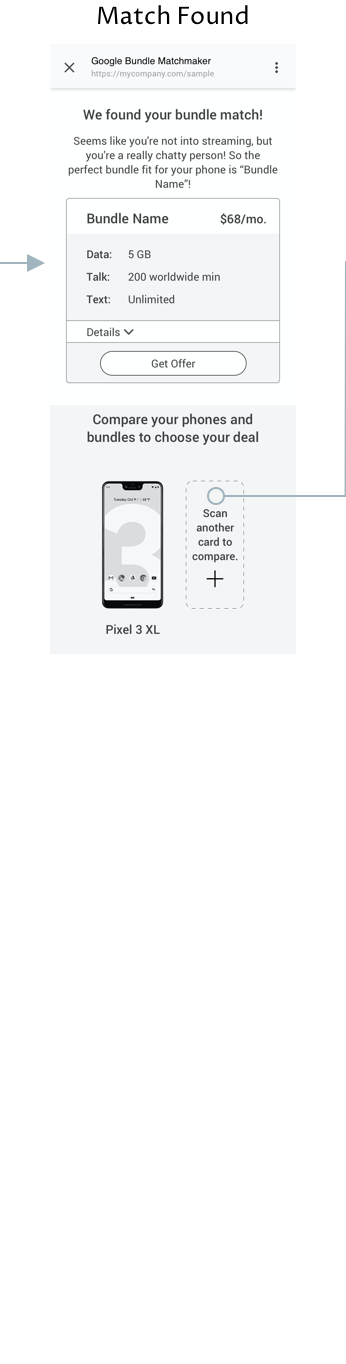 Match Found
Google Bundle Matchmaker
https://mycompany.com/sample
We found your bundle match!
Seems like you're not into streaming, but
you're a really chatty person! So the
perfect bundle fit for your phone is “Bundle
Name”!
Bundle Name $68/mo.
Data: 5 GB
Talk: 200 worldwide min
Text: Unlimited
Details
Get Offer
Compare your phones and
bundles to choose your deal
3
Scan
another
card to
compare.
Pixel 3 XL